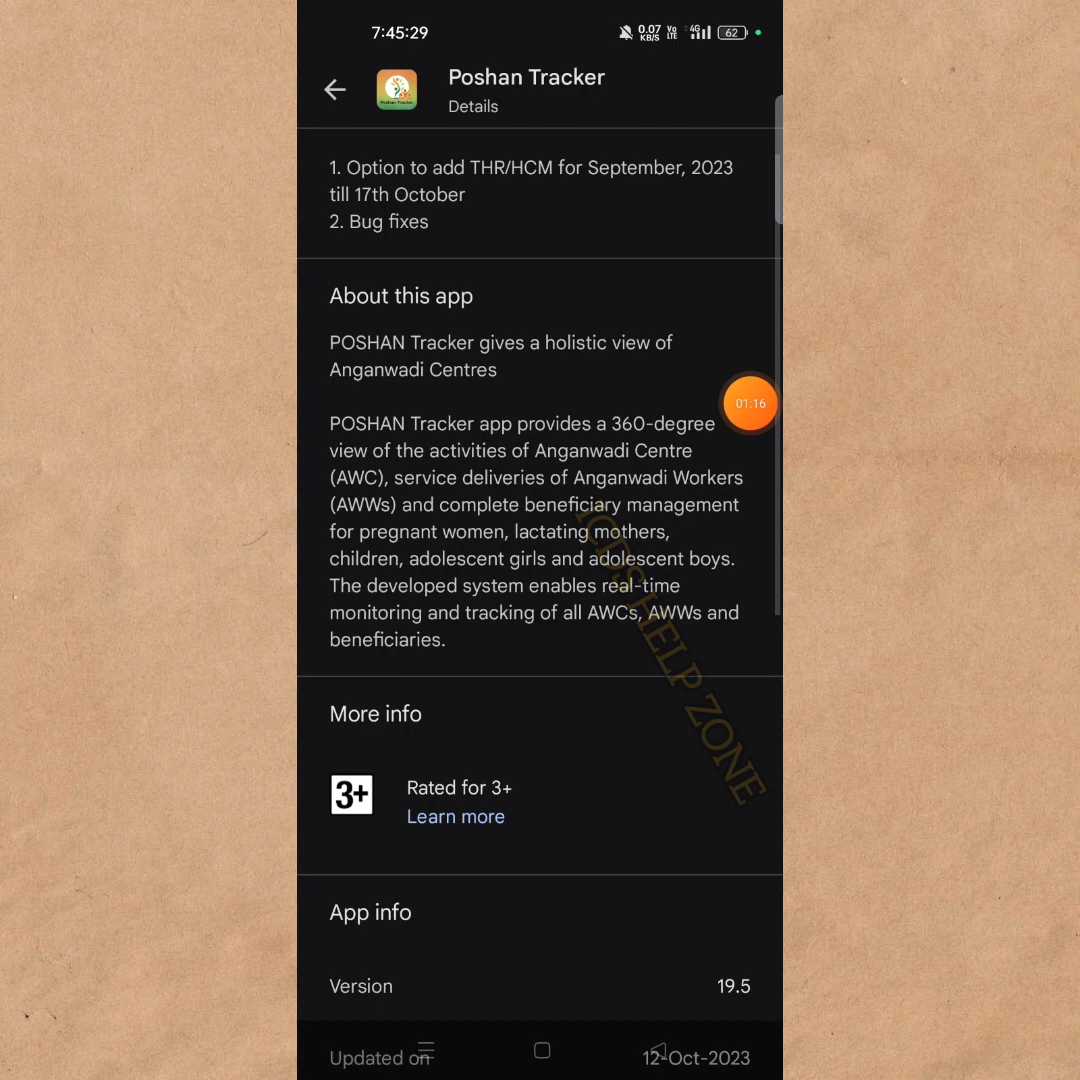 7:45:29
0.07
KB/S
Vo
LTE
4G
62
Poshan Tracker
Poshan Tracker
Details
1. Option to add THR/HCM for September, 2023
till 17th October
2. Bug fixes
About this app
POSHAN Tracker gives a holistic view of
Anganwadi Centres
01:16
POSHAN Tracker app provides a 360-degree
view of the activities of Anganwadi Centre
(AWC), service deliveries of Anganwadi Workers
(AWWs) and complete beneficiary management
for pregnant women, lactating mothers,
children, adolescent girls and adolescent boys.
The developed system enables real-time
monitoring and tracking of all AWCs, AWWs and
beneficiaries.
ICDS HELP ZONE
More info
3+
Rated for 3+
Learn more
App info
Version 19.5
Updated on 12-Oct-2023